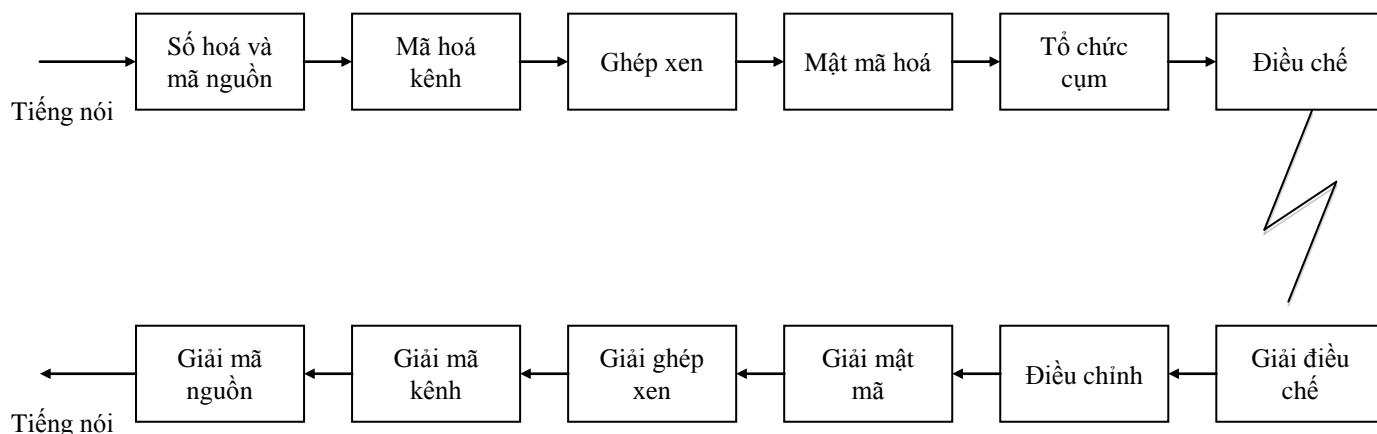 Số hoá và
mã nguồn
Mã hoá
kênh
Ghép xen
Mật mã hoá
Tổ chức
cụm
Điều chế
Tiếng nói
Giải mã
nguồn
Giải mã
kênh
Giải ghép
xen
Giải mật
mã
Điều chỉnh
Giải điều
chế
Tiếng nói